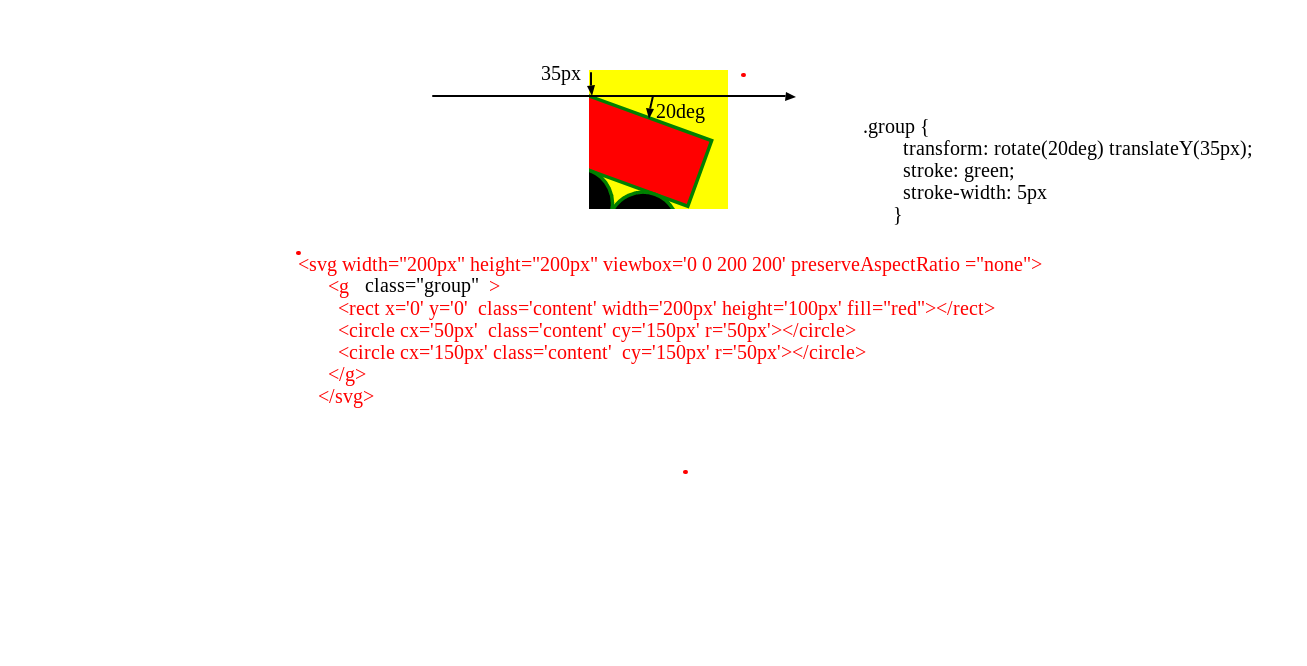 35px
20deg
.group {
transform: rotate(20deg) translateY(35px);
stroke: green;
stroke-width: 5px
}
<svg width="200px" height="200px" viewbox='0 0 200 200' preserveAspectRatio ="none">
<g class="group" >
<rect x='0' y='0' class='content' width='200px' height='100px' fill="red"></rect>
<circle cx='50px' class='content' cy='150px' r='50px'></circle>
<circle cx='150px' class='content' cy='150px' r='50px'></circle>
</g>
</svg>